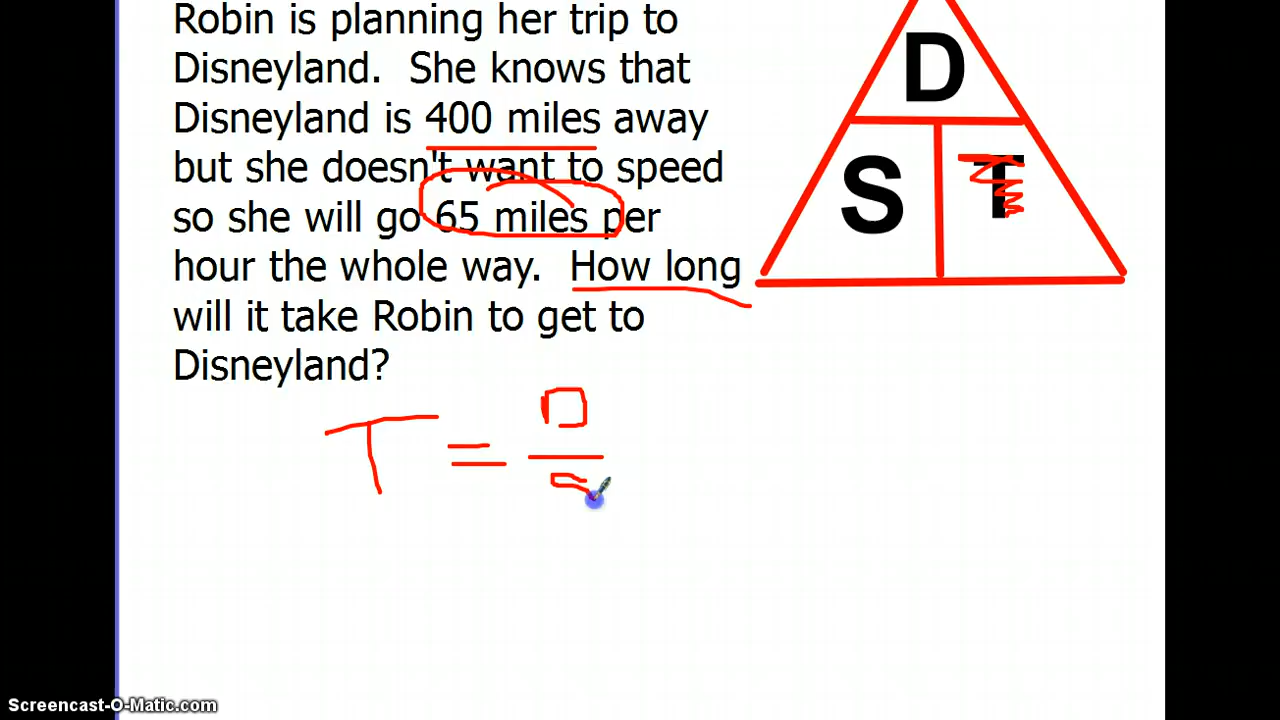 Robin is planning her trip to
Disneyland. She knows that
Disneyland is 400 miles away
but she doesn't want to speed
so she will go 65 miles per
hour the whole way. How long
will it take Robin to get to
Disneyland?
D
S T
T = D
S
Screencast-O-Matic.com